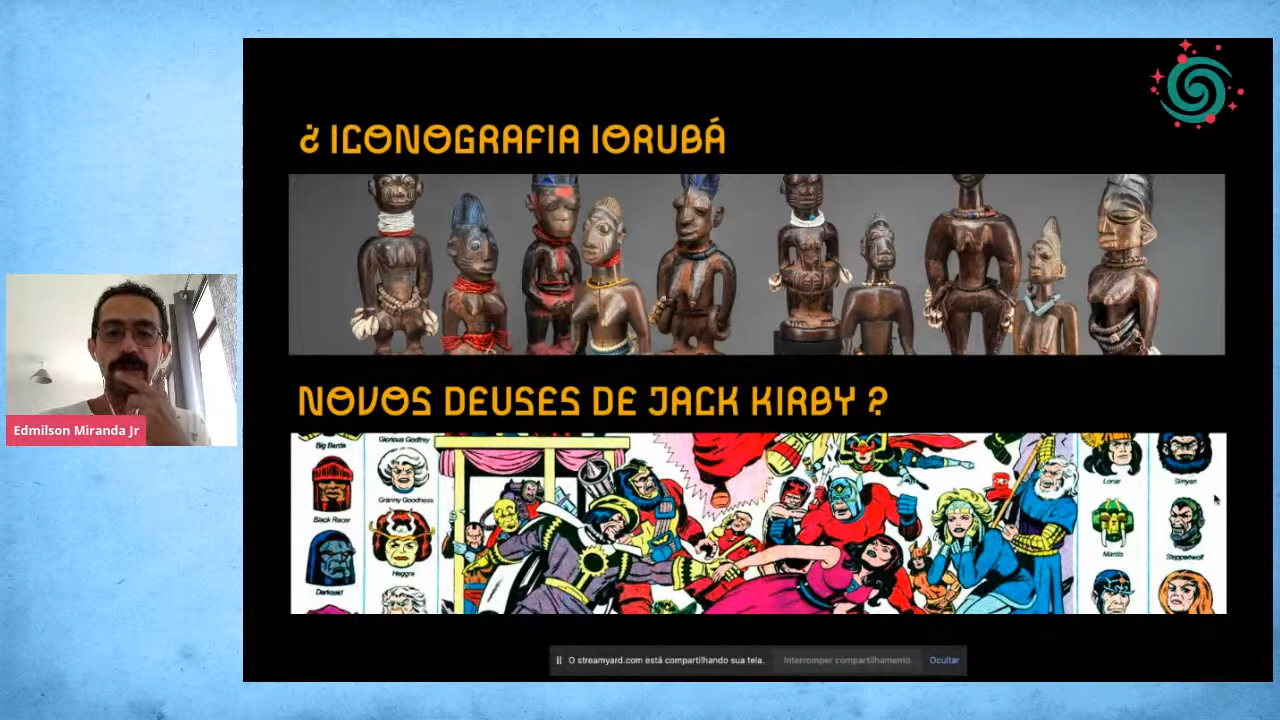 ¿ ICONOGRAFIA IORUBÁ
NOVOS DEUSES DE JACK KIRBY ?
Big Barda
Glorious Godfrey
Granny Goodness
Black Racer
Heggra
Darkseid
Lonar
Mantis
Steppenwolf
Edmilson Miranda Jr
O streamyard.com está compartilhando sua tela.
Interromper compartilhamento
Ocultar